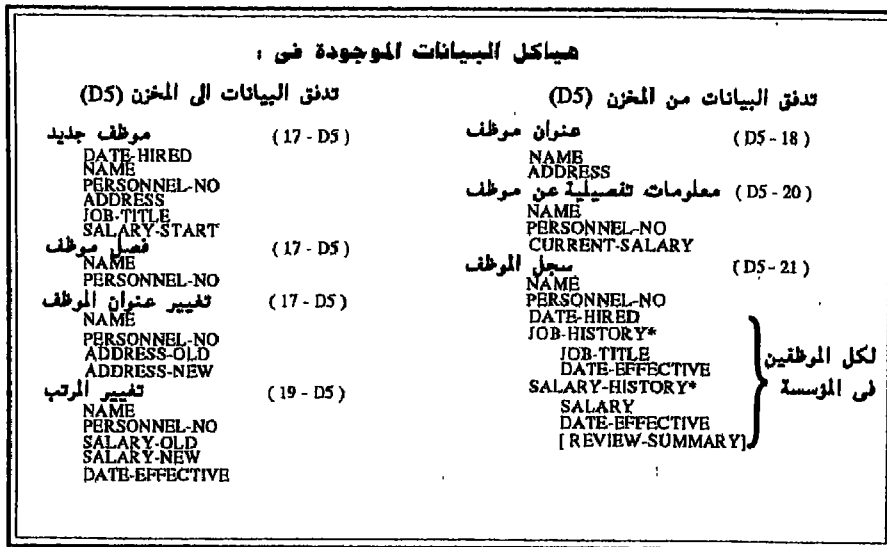 هياكل البيانات الموجودة فى :
تدفق البيانات من المخزن (D5)
(D5 - 18) عنوان موظف
NAME
ADDRESS
(D5 - 20) معلومات تفصيلية عن موظف
NAME
PERSONNEL-NO
CURRENT-SALARY
(D5 - 21) سجل الموظف
NAME
PERSONNEL-NO
DATE-HIRED
JOB-HISTORY*
JOB-TITLE
DATE-EFFECTIVE
SALARY-HISTORY*
SALARY
DATE-EFFECTIVE
[ REVIEW-SUMMARY]
لكل الموظفين
فى المؤسسة
تدفق البيانات الى المخزن (D5)
(17 - D5) موظف جديد
DATE-HIRED
NAME
PERSONNEL-NO
ADDRESS
JOB-TITLE
SALARY-START
(17 - D5) فصل موظف
NAME
PERSONNEL-NO
(17 - D5) تغيير عنوان الموظف
NAME
PERSONNEL-NO
ADDRESS-OLD
ADDRESS-NEW
(19 - D5) تغيير المرتب
NAME
PERSONNEL-NO
SALARY-OLD
SALARY-NEW
DATE-EFFECTIVE